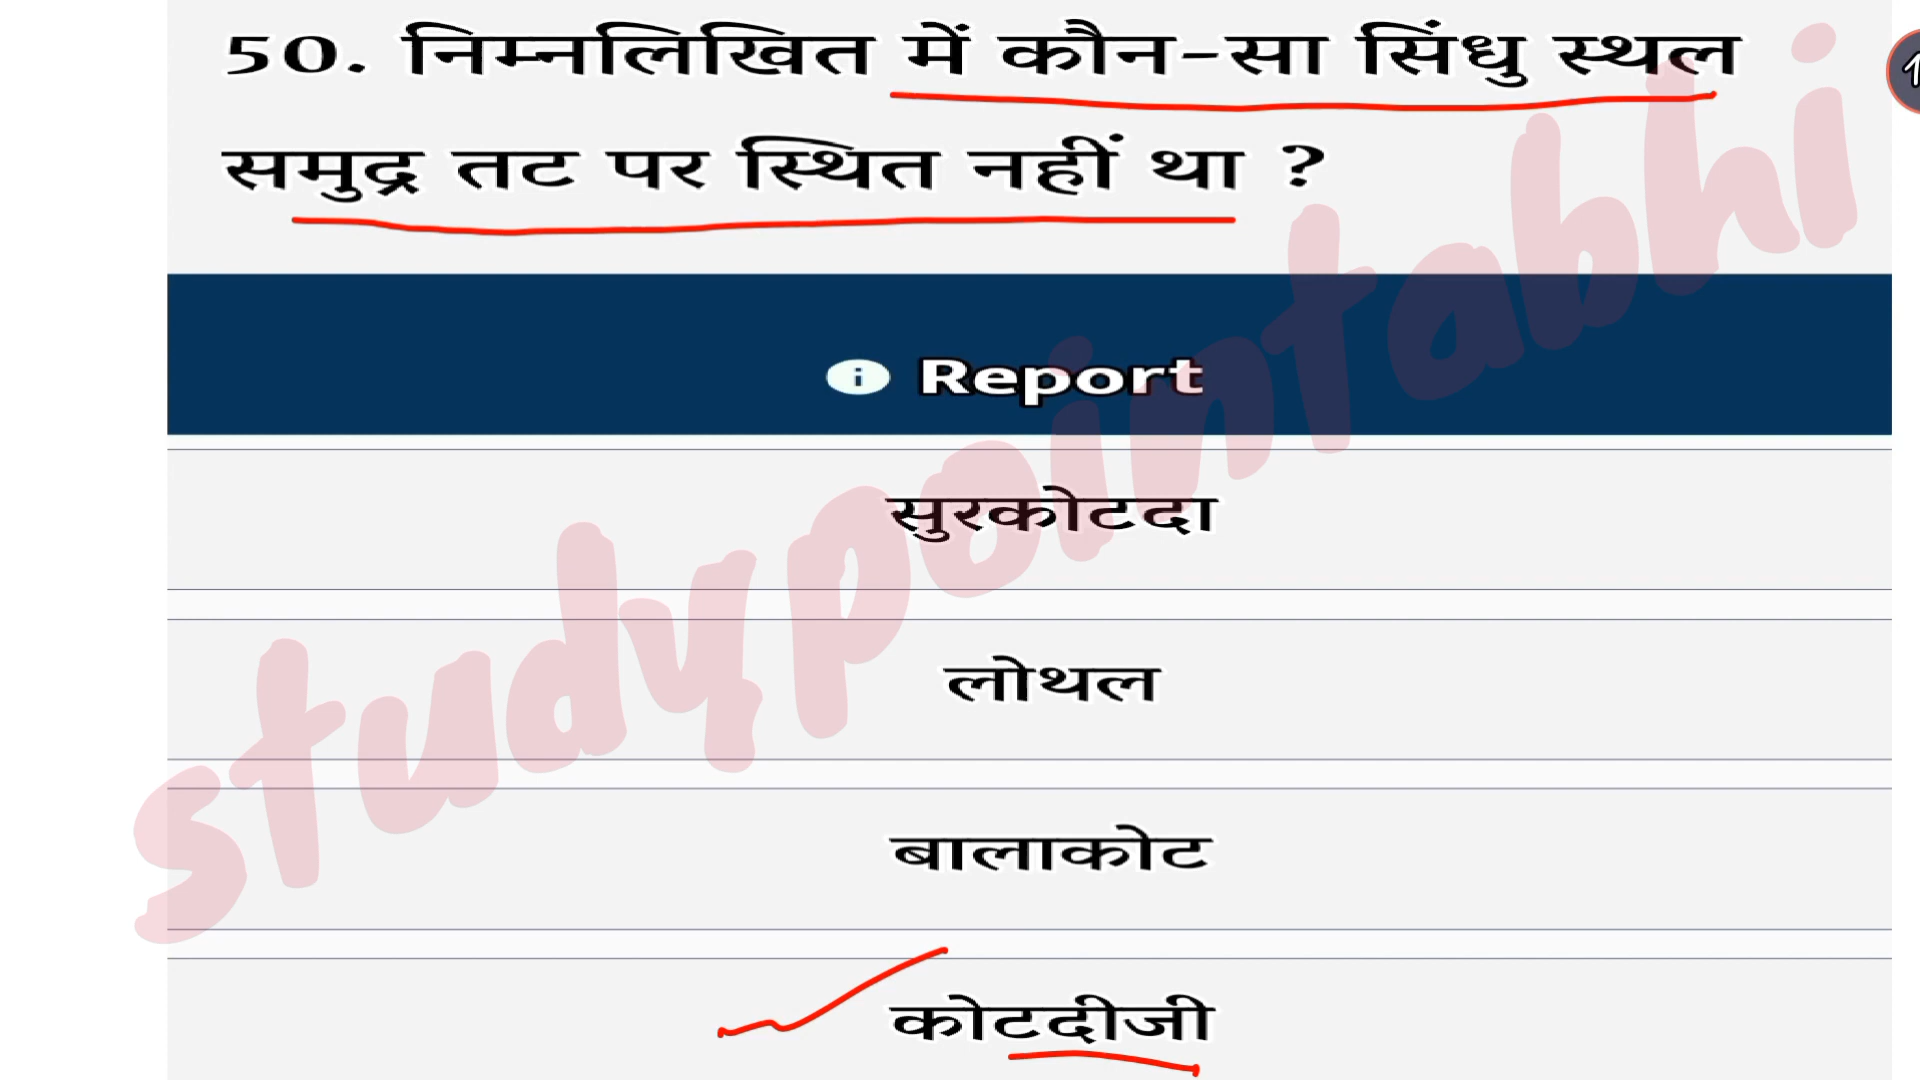 50. निम्नलिखित में कौन-सा सिंधु स्थल
समुद्र तट पर स्थित नहीं था ?
i Report
सुरकोटदा
लोथल
बालाकोट
कोटदीजी
studypointabhi